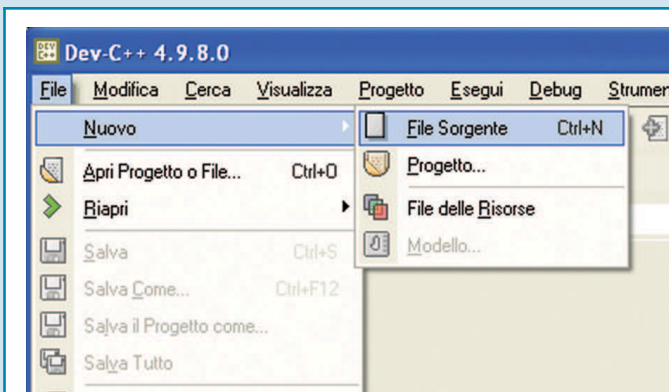 Dev-C++ 4.9.8.0
File Modifica Cerca Visualizza Progetto Esegui Debug
Nuovo
File Sorgente Ctrl+N
Apri Progetto o File... Ctrl+O
Progetto...
Riapri
File delle Risorse
Salva Ctrl+S
Modello...
Salva Come... Ctrl+F12
Salva il Progetto come...
Salva Tutto